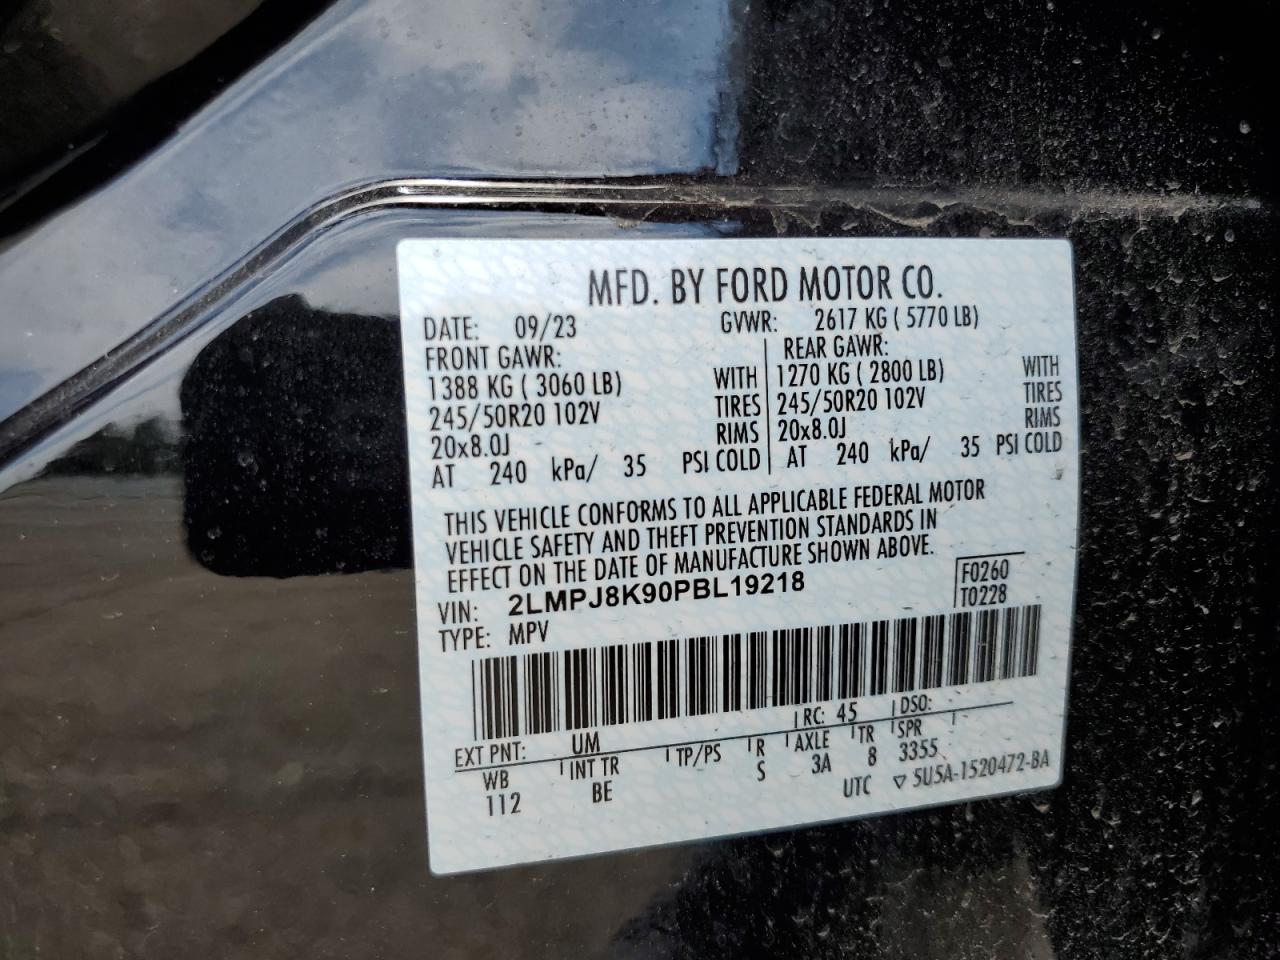 MFD. BY FORD MOTOR CO.
DATE: 09/23 GVWR: 2617 KG ( 5770 LB)
FRONT GAWR: REAR GAWR:
1388 KG ( 3060 LB) WITH 1270 KG ( 2800 LB) WITH
245/50R20 102V TIRES 245/50R20 102V TIRES
20x8.0J RIMS 20x8.0J RIMS
AT 240 kPa/ 35 PSI COLD AT 240 kPa/ 35 PSI COLD
THIS VEHICLE CONFORMS TO ALL APPLICABLE FEDERAL MOTOR
VEHICLE SAFETY AND THEFT PREVENTION STANDARDS IN
EFFECT ON THE DATE OF MANUFACTURE SHOWN ABOVE.
VIN: 2LMPJ8K90PBL19218 F0260
TYPE: MPV T0228
EXT PNT: UM RC: 45 DSO:
WB INT TR TP/PS R AXLE TR SPR
112 BE S 3A 8 3355
UTC ▽ 5U5A-1520472-BA